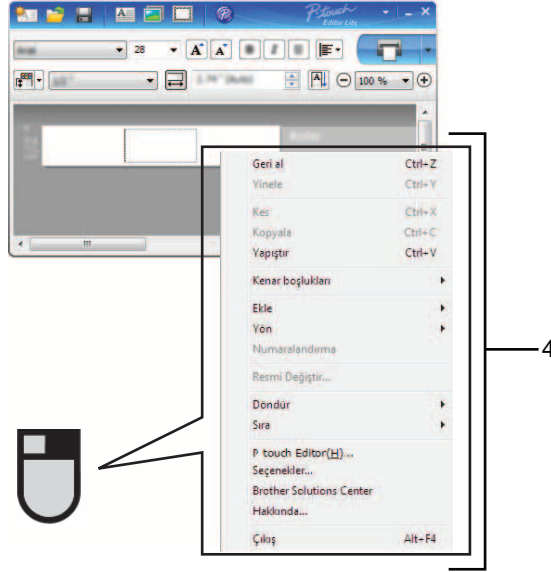 P-touch
Editor Lite
28
100 %
Geri al Ctrl+Z
Yinele Ctrl+Y
Kes Ctrl+X
Kopyala Ctrl+C
Yapıştır Ctrl+V
Kenar boşlukları
Ekle
Yön
Numaralandırma
Resmi Değiştir...
Döndür
Sıra
P touch Editor(H)...
Seçenekler...
Brother Solutions Center
Hakkında...
Çıkış Alt+F4
4